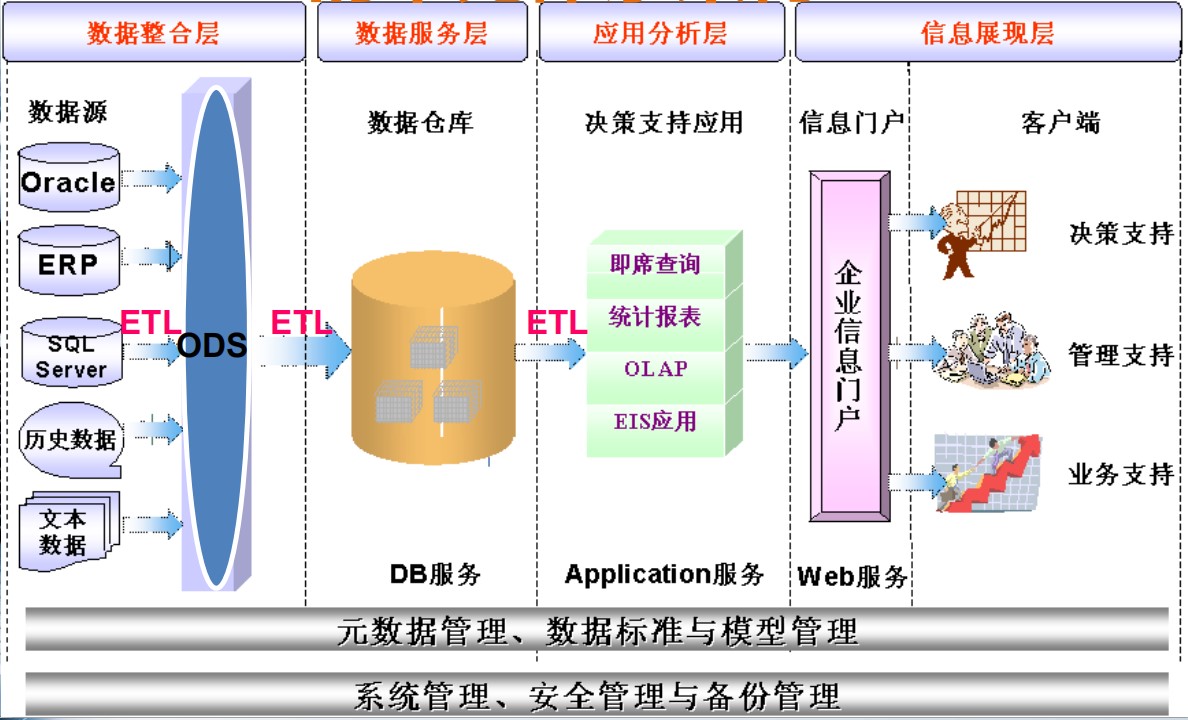 数据整合层
数据服务层
应用分析层
信息展现层
数据源
数据仓库
决策支持应用
信息门户
客户端
Oracle
ERP
SQL
Server
历史数据
文本
数据
ETL
ODS
ETL
ETL
即席查询
统计报表
OLAP
EIS应用
企业信息门户
决策支持
管理支持
业务支持
DB服务
Application服务
Web服务
元数据管理、数据标准与模型管理
系统管理、安全管理与备份管理